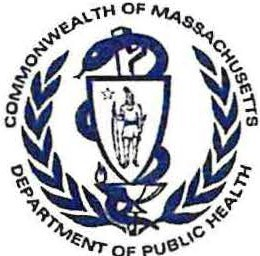 COMMONWEALTH OF MASSACHUSETTS
DEPARTMENT OF PUBLIC HEALTH